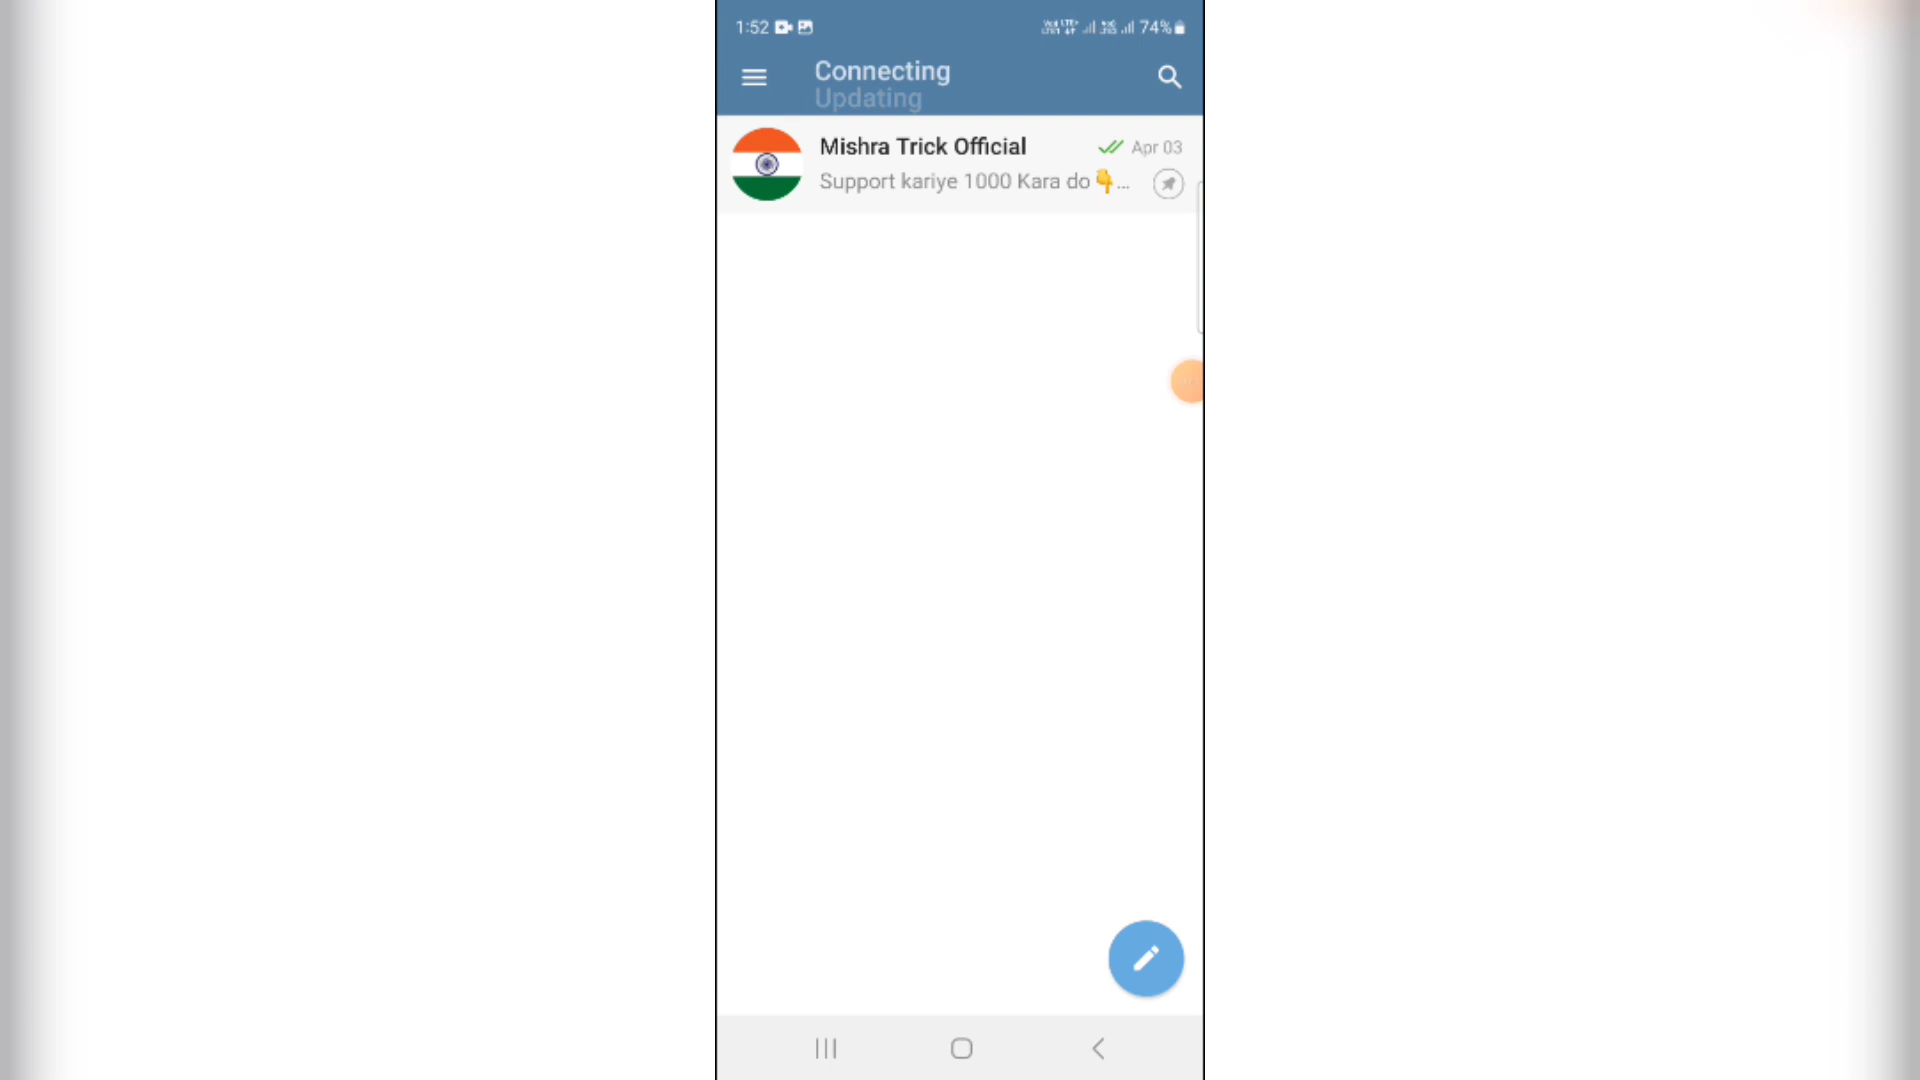 1:52 74%
Connecting
Updating
Mishra Trick Official Apr 03
Support kariye 1000 Kara do👇...